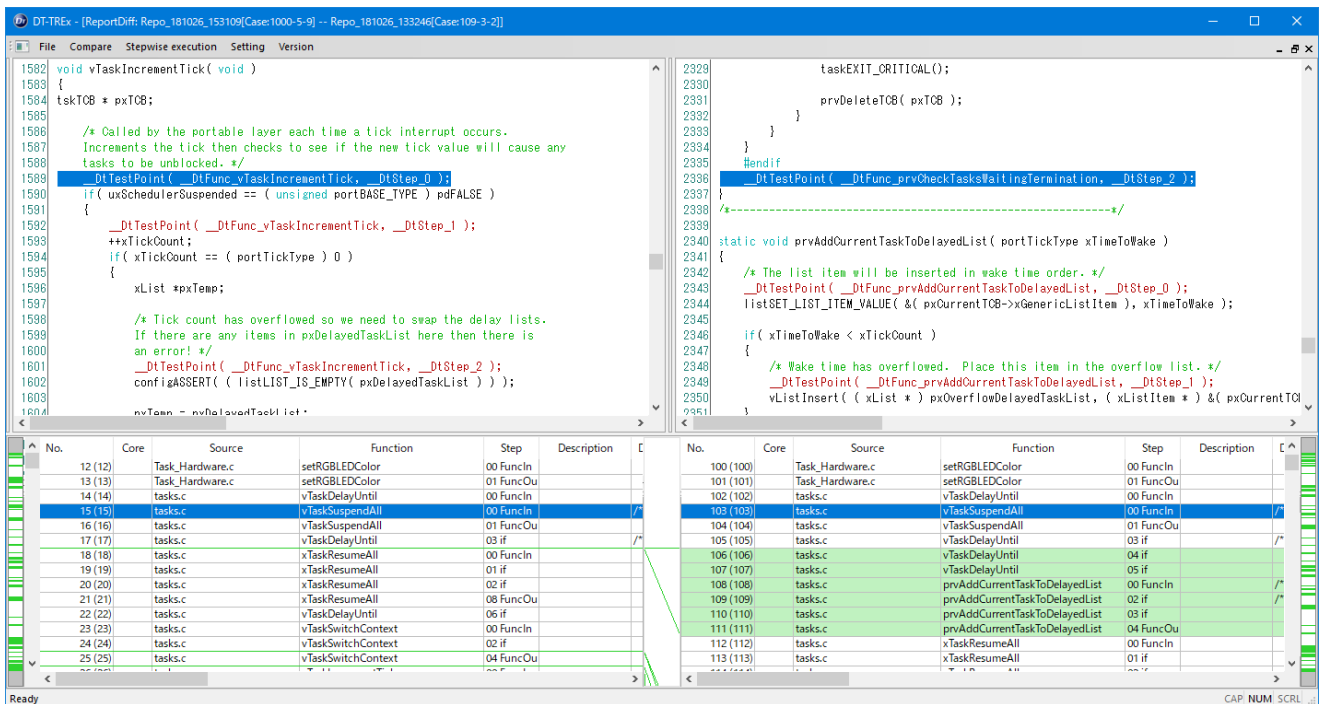 DT-TREx - [ReportDiff: Repo_181026_153109[Case:1000-5-9] -- Repo_181026_133246[Case:109-3-2]]
File Compare Stepwise execution Setting Version
1582 void vTaskIncrementTick( void )
1583 {
1584 tskTCB * pxTCB;
1585
1586 /* Called by the portable layer each time a tick interrupt occurs.
1587 Increments the tick then checks to see if the new tick value will cause any
1588 tasks to be unblocked. */
1589 __DtTestPoint( __DtFunc_vTaskIncrementTick, __DtStep_0 );
1590 if( uxSchedulerSuspended == ( unsigned portBASE_TYPE ) pdFALSE )
1591 {
1592 __DtTestPoint( __DtFunc_vTaskIncrementTick, __DtStep_1 );
1593 ++xTickCount;
1594 if( xTickCount == ( portTickType ) 0 )
1595 {
1596 xList *pxTemp;
1597
1598 /* Tick count has overflowed so we need to swap the delay lists.
1599 If there are any items in pxDelayedTaskList here then there is
1600 an error! */
1601 __DtTestPoint( __DtFunc_vTaskIncrementTick, __DtStep_2 );
1602 configASSERT( ( listLIST_IS_EMPTY( pxDelayedTaskList ) ) );
1603
1604 pxTemp = pxDelayedTaskList;
2329 taskEXIT_CRITICAL();
2330
2331 prvDeleteTCB( pxTCB );
2332 }
2333 }
2334 }
2335 #endif
2336 __DtTestPoint( __DtFunc_prvCheckTasksWaitingTermination, __DtStep_2 );
2337 }
2338 /*-----------------------------------------------------------*/
2339
2340 static void prvAddCurrentTaskToDelayedList( portTickType xTimeToWake )
2341 {
2342 /* The list item will be inserted in wake time order. */
2343 __DtTestPoint( __DtFunc_prvAddCurrentTaskToDelayedList, __DtStep_0 );
2344 listSET_LIST_ITEM_VALUE( &( pxCurrentTCB->xGenericListItem ), xTimeToWake );
2345
2346 if( xTimeToWake < xTickCount )
2347 {
2348 /* Wake time has overflowed. Place this item in the overflow list. */
2349 __DtTestPoint( __DtFunc_prvAddCurrentTaskToDelayedList, __DtStep_1 );
2350 vListInsert( ( xList * ) pxOverflowDelayedTaskList, ( xListItem * ) &( pxCurrentTC
2351 }
No. Core Source Function Step Description
12 (12) Task_Hardware.c setRGBLEDColor 00 FuncIn
13 (13) Task_Hardware.c setRGBLEDColor 01 FuncOu
14 (14) tasks.c vTaskDelayUntil 00 FuncIn
15 (15) tasks.c vTaskSuspendAll 00 FuncIn /*
16 (16) tasks.c vTaskSuspendAll 01 FuncOu
17 (17) tasks.c vTaskDelayUntil 03 if /*
18 (18) tasks.c xTaskResumeAll 00 FuncIn
19 (19) tasks.c xTaskResumeAll 01 if
20 (20) tasks.c xTaskResumeAll 02 if
21 (21) tasks.c xTaskResumeAll 08 FuncOu
22 (22) tasks.c vTaskDelayUntil 06 if
23 (23) tasks.c vTaskSwitchContext 00 FuncIn
24 (24) tasks.c vTaskSwitchContext 02 if
25 (25) tasks.c vTaskSwitchContext 04 FuncOu
No. Core Source Function Step Description
100 (100) Task_Hardware.c setRGBLEDColor 00 FuncIn
101 (101) Task_Hardware.c setRGBLEDColor 01 FuncOu
102 (102) tasks.c vTaskDelayUntil 00 FuncIn
103 (103) tasks.c vTaskSuspendAll 00 FuncIn /*
104 (104) tasks.c vTaskSuspendAll 01 FuncOu
105 (105) tasks.c vTaskDelayUntil 03 if /*
106 (106) tasks.c vTaskDelayUntil 04 if
107 (107) tasks.c vTaskDelayUntil 05 if
108 (108) tasks.c prvAddCurrentTaskToDelayedList 00 FuncIn /*
109 (109) tasks.c prvAddCurrentTaskToDelayedList 02 if /*
110 (110) tasks.c prvAddCurrentTaskToDelayedList 03 if
111 (111) tasks.c prvAddCurrentTaskToDelayedList 04 FuncOu
112 (112) tasks.c xTaskResumeAll 00 FuncIn
113 (113) tasks.c xTaskResumeAll 01 if
Ready CAP NUM SCRL